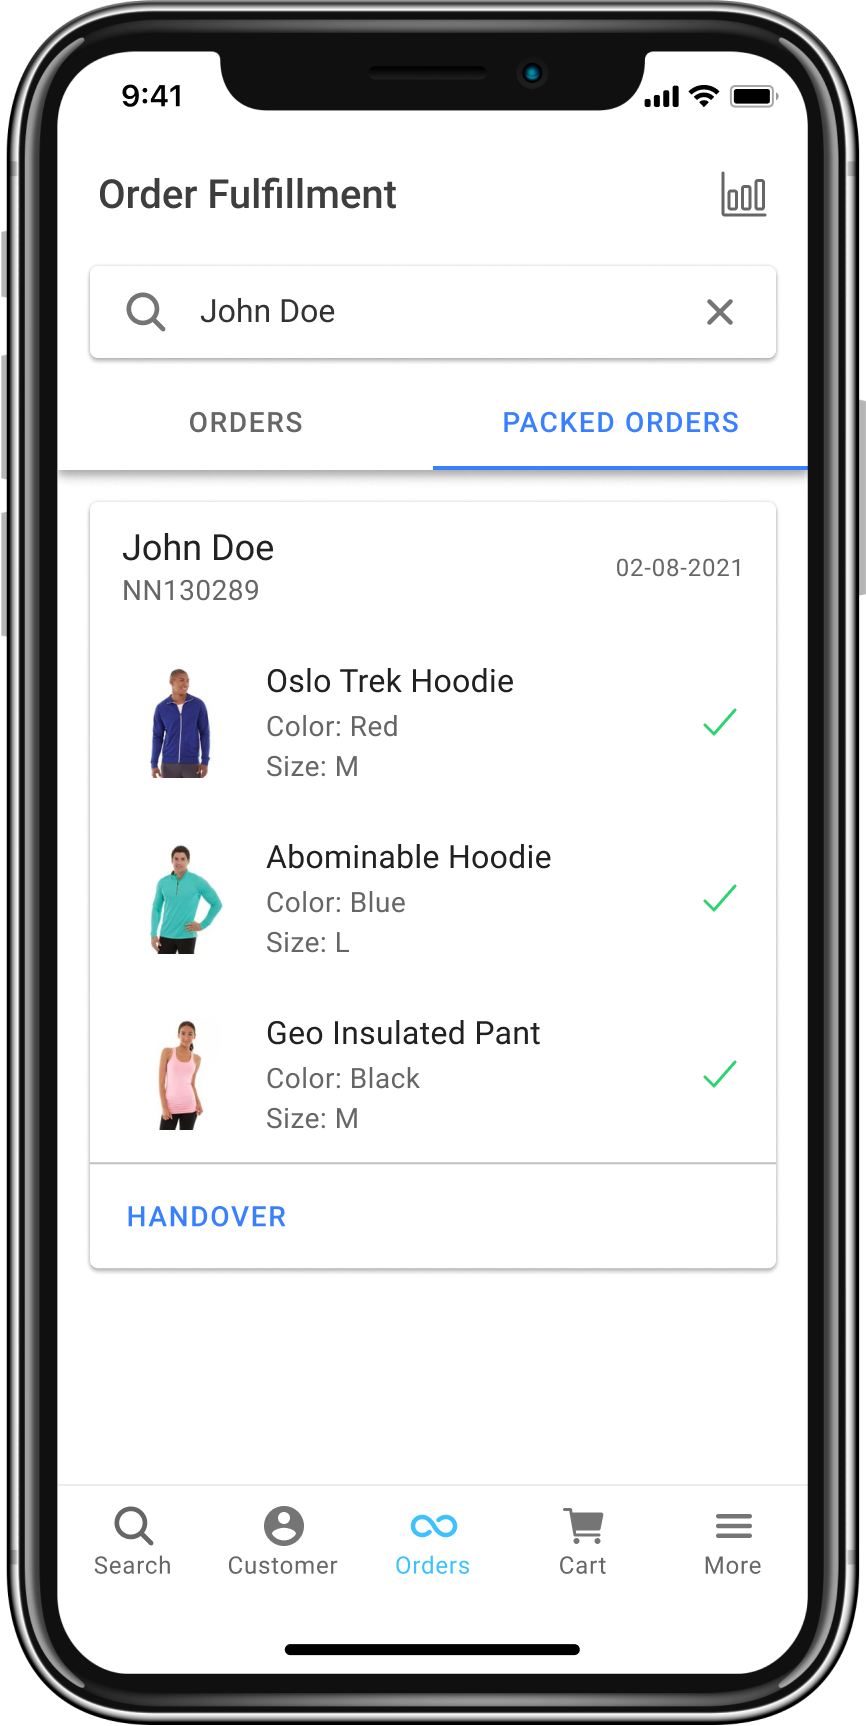 9:41
Order Fulfillment
John Doe
ORDERS
PACKED ORDERS
John Doe
NN130289
02-08-2021
Oslo Trek Hoodie
Color: Red
Size: M
Abominable Hoodie
Color: Blue
Size: L
Geo Insulated Pant
Color: Black
Size: M
HANDOVER
Search
Customer
Orders
Cart
More